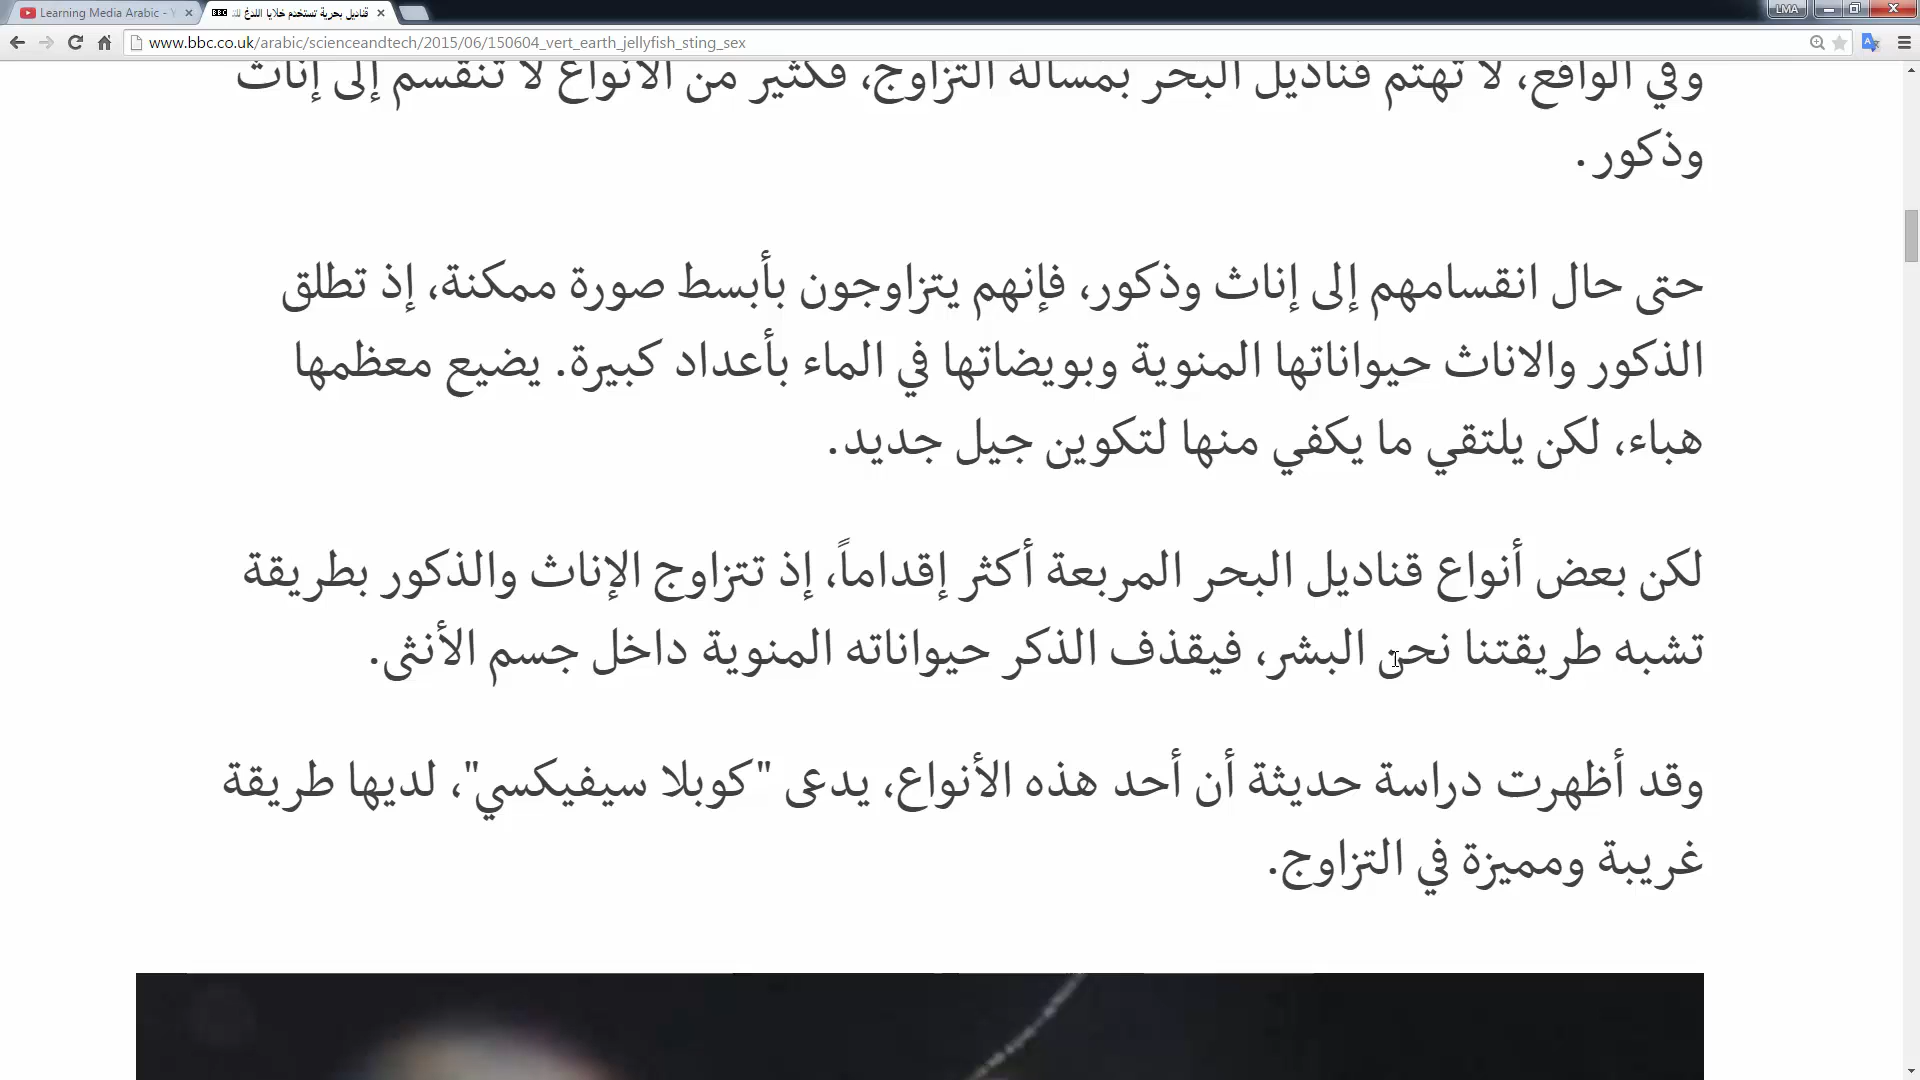 Learning Media Arabic - Y
قناديل بحرية تستخدم خلايا اللدغ للت
LMA
www.bbc.co.uk/arabic/scienceandtech/2015/06/150604_vert_earth_jellyfish_sting_sex
وفي الواقع، لا تهتم قناديل البحر بمسألة التزاوج، فكثير من الأنواع لا تنقسم إلى إناث
وذكور.
حتى حال انقسامهم إلى إناث وذكور، فإنهم يتزاوجون بأبسط صورة ممكنة، إذ تطلق
الذكور والاناث حيواناتها المنوية وبويضاتها في الماء بأعداد كبيرة. يضيع معظمها
هباء، لكن يلتقي ما يكفي منها لتكوين جيل جديد.
لكن بعض أنواع قناديل البحر المربعة أكثر إقداماً، إذ تتزاوج الإناث والذكور بطريقة
تشبه طريقتنا نحن البشر، فيقذف الذكر حيواناته المنوية داخل جسم الأنثى.
وقد أظهرت دراسة حديثة أن أحد هذه الأنواع، يدعى "كوبلا سيفيكسي"، لديها طريقة
غريبة ومميزة في التزاوج.